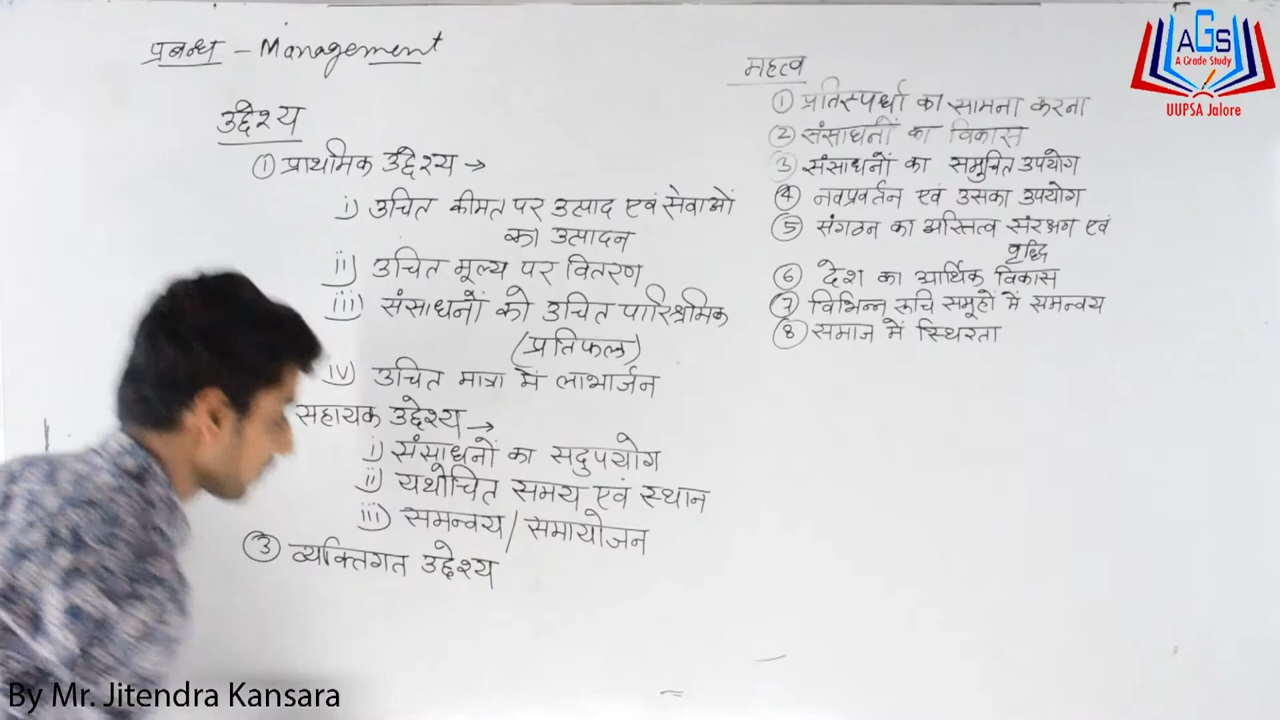 प्रबन्ध - Management
उद्देश्य
① प्राथमिक उद्देश्य →
i) उचित कीमत पर उत्पाद एवं सेवाओं
का उत्पादन
ii) उचित मूल्य पर वितरण
iii) संसाधनों को उचित पारिश्रमिक
(प्रतिफल)
iv) उचित मात्रा में लाभार्जन
सहायक उद्देश्य →
i) संसाधनों का सदुपयोग
ii) यथोचित समय एवं स्थान
iii) समन्वय / समायोजन
③ व्यक्तिगत उद्देश्य
महत्व
① प्रतिस्पर्धा का सामना करना
② संसाधनों का विकास
③ संसाधनों का समुचित उपयोग
④ नवप्रवर्तन एवं उसका उपयोग
⑤ संगठन का अस्तित्व संरक्षण एवं
वृद्धि
⑥ देश का आर्थिक विकास
⑦ विभिन्न रूचि समूहों में समन्वय
⑧ समाज में स्थिरता
AGS
A Grade Study
UUPSA Jalore
By Mr. Jitendra Kansara